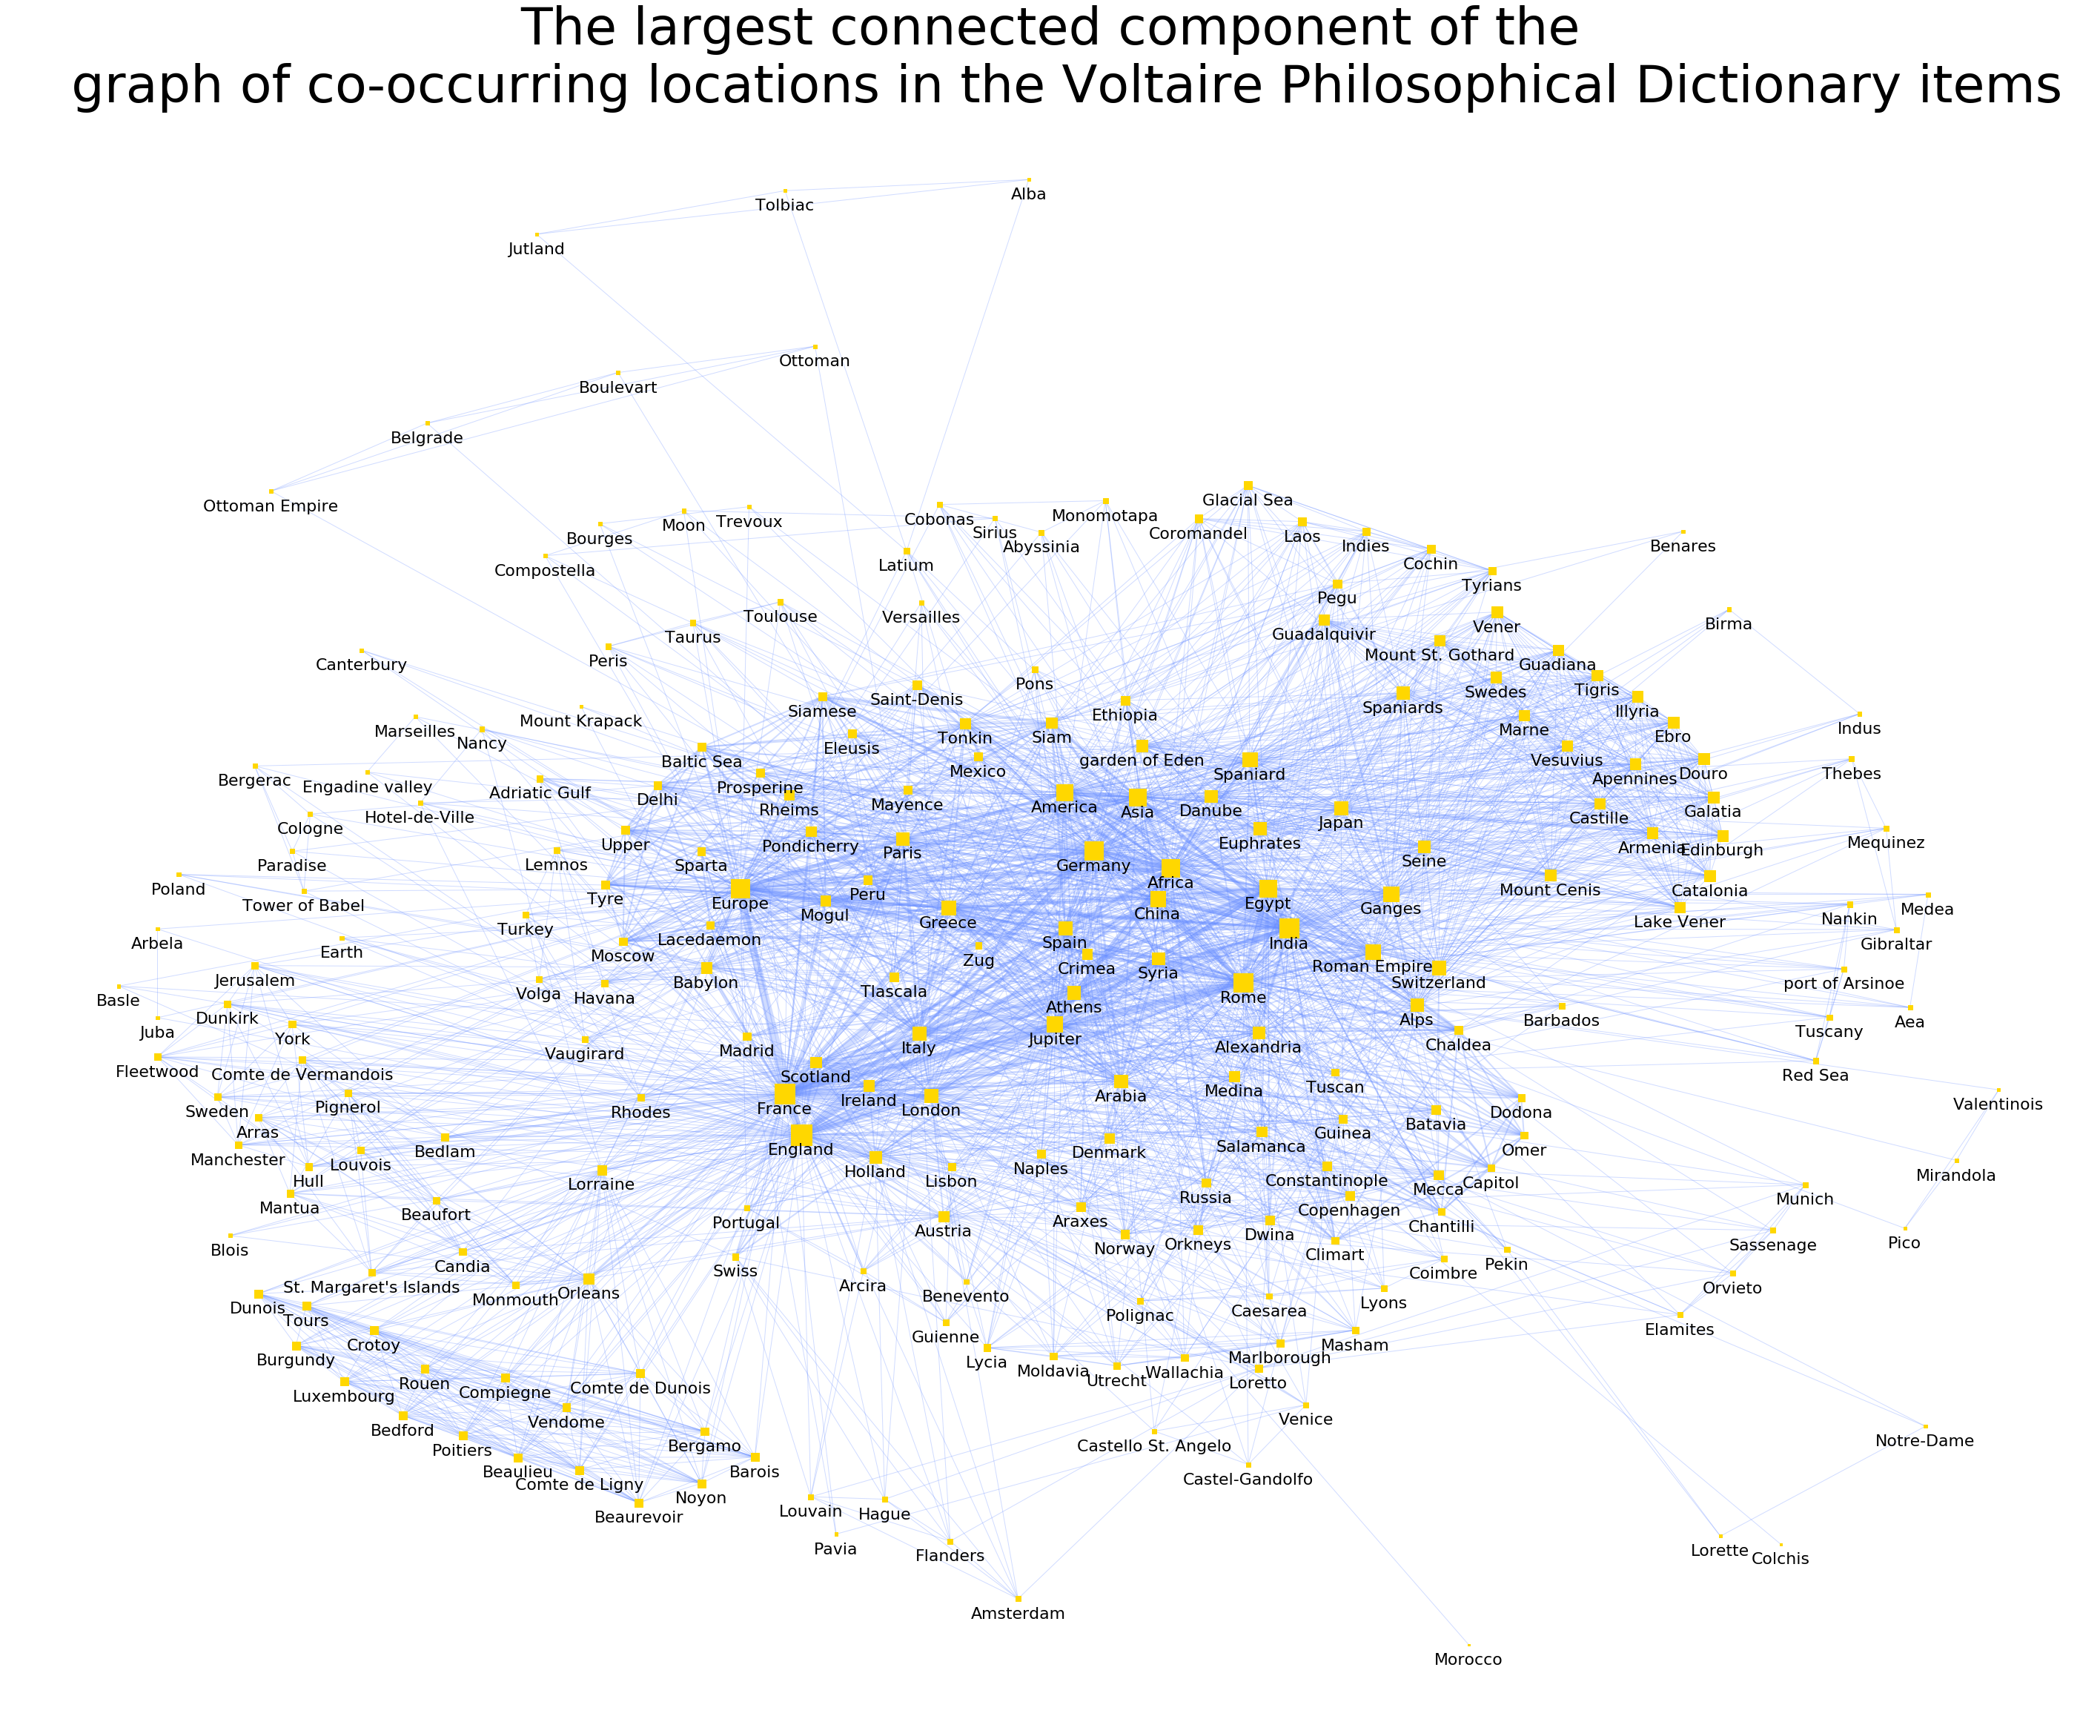 The largest connected component of the
graph of co-occurring locations in the Voltaire Philosophical Dictionary items
Alba
Tolbiac
Jutland
Ottoman
Boulevart
Belgrade
Ottoman Empire
Glacial Sea
Monomotapa
Cobonas
Moon
Trevoux
Sirius
Coromandel
Bourges
Laos
Indies
Abyssinia
Benares
Cochin
Latium
Compostella
Tyrians
Pegu
Versailles
Toulouse
Birma
Vener
Taurus
Guadalquivir
Mount St. Gothard
Peris
Canterbury
Guadiana
Pons
Tigris
Swedes
Saint-Denis
Spaniards
Siamese
Illyria
Ethiopia
Mount Krapack
Indus
Marseilles
Marne
Ebro
Siam
Tonkin
Nancy
Eleusis
garden of Eden
Vesuvius
Baltic Sea
Mexico
Spaniard
Douro
Thebes
Bergerac
Engadine valley
Prosperine
Apennines
Adriatic Gulf
Delhi
Mayence
America
Asia
Danube
Rheims
Galatia
Hotel-de-Ville
Castille
Japan
Cologne
Euphrates
Mequinez
Upper
Pondicherry
Armenia
Edinburgh
Paris
Seine
Paradise
Lemnos
Sparta
Germany
Africa
Poland
Mount Cenis
Catalonia
Peru
Tyre
Europe
Egypt
Ganges
Tower of Babel
Medea
China
Mogul
Nankin
Greece
Lake Vener
Turkey
Lacedaemon
Spain
India
Arbela
Gibraltar
Earth
Moscow
Zug
Crimea
Roman Empire
Syria
Jerusalem
Babylon
Switzerland
port of Arsinoe
Tlascala
Volga
Havana
Rome
Basle
Athens
Dunkirk
Alps
Barbados
Aea
Juba
Tuscany
York
Jupiter
Chaldea
Italy
Alexandria
Madrid
Vaugirard
Fleetwood
Comte de Vermandois
Scotland
Red Sea
Tuscan
Medina
Arabia
Ireland
Pignerol
Sweden
Rhodes
France
London
Valentinois
Batavia
Dodona
Arras
Guinea
Salamanca
England
Omer
Denmark
Bedlam
Manchester
Louvois
Naples
Holland
Constantinople
Mirandola
Hull
Lisbon
Capitol
Mecca
Lorraine
Russia
Munich
Mantua
Copenhagen
Beaufort
Araxes
Portugal
Chantilli
Austria
Dwina
Orkneys
Norway
Pico
Sassenage
Blois
Climart
Pekin
Candia
Swiss
Coimbre
Arcira
St. Margaret's Islands
Orvieto
Orleans
Benevento
Monmouth
Lyons
Dunois
Caesarea
Polignac
Tours
Elamites
Guienne
Crotoy
Masham
Marlborough
Burgundy
Lycia
Moldavia
Wallachia
Utrecht
Loretto
Rouen
Comte de Dunois
Compiegne
Luxembourg
Venice
Vendome
Bedford
Notre-Dame
Bergamo
Castello St. Angelo
Poitiers
Barois
Beaulieu
Castel-Gandolfo
Comte de Ligny
Noyon
Louvain
Hague
Beaurevoir
Pavia
Lorette
Flanders
Colchis
Amsterdam
Morocco